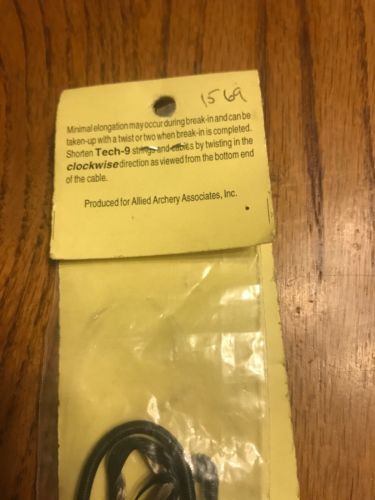 1569
Minimal elongation may occur during break-in and can be
taken-up with a twist or two when break-in is completed.
Shorten Tech-9 strings and cables by twisting in the
clockwise direction as viewed from the bottom end
of the cable.
Produced for Allied Archery Associates, Inc.